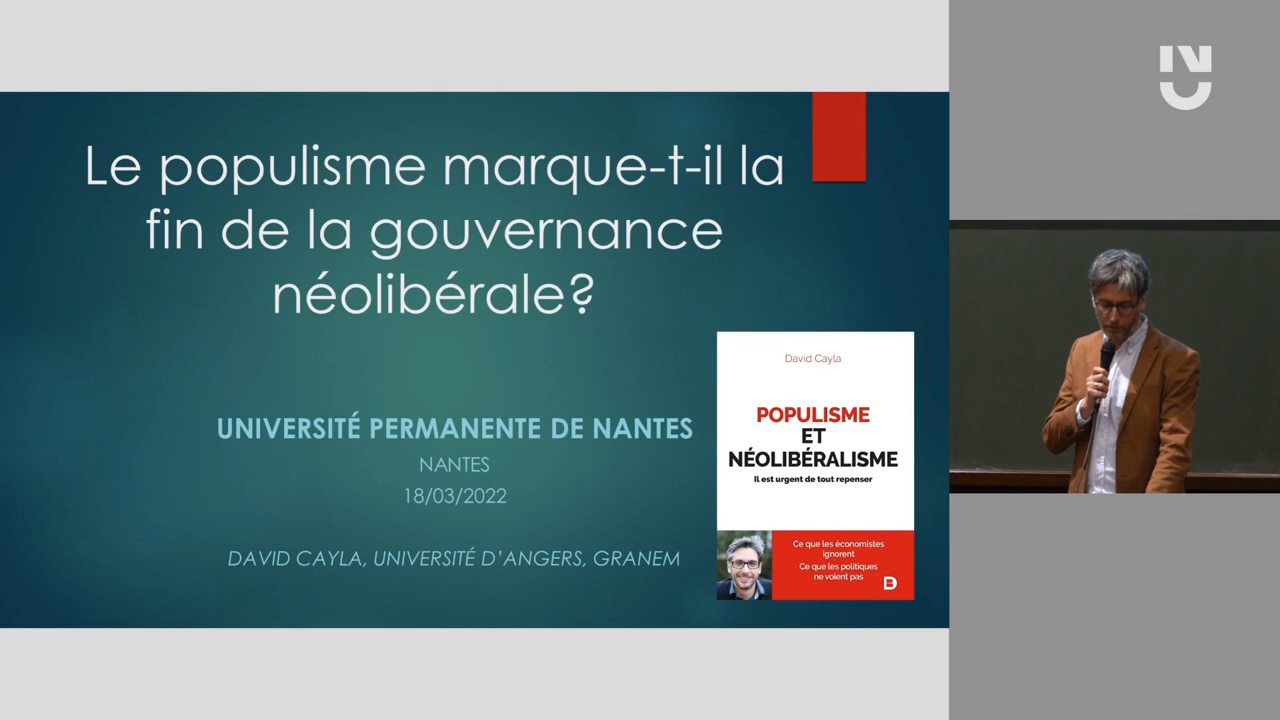 Le populisme marque-t-il la
fin de la gouvernance
néolibérale?
UNIVERSITÉ PERMANENTE DE NANTES
NANTES
18/03/2022
DAVID CAYLA, UNIVERSITÉ D'ANGERS, GRANEM
David Cayla
POPULISME
ET
NÉOLIBÉRALISME
Il est urgent de tout repenser
Ce que les économistes
ignorent
Ce que les politiques
ne voient pas